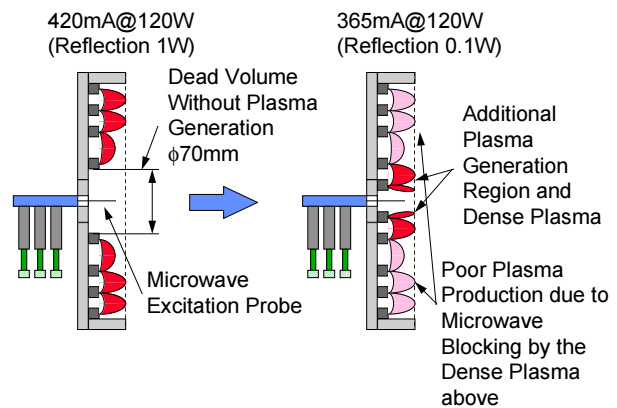 420mA@120W
(Reflection 1W)
Dead Volume
Without Plasma
Generation
ϕ70mm
Microwave
Excitation Probe
365mA@120W
(Reflection 0.1W)
Additional
Plasma
Generation
Region and
Dense Plasma
Poor Plasma
Production due to
Microwave
Blocking by the
Dense Plasma
above